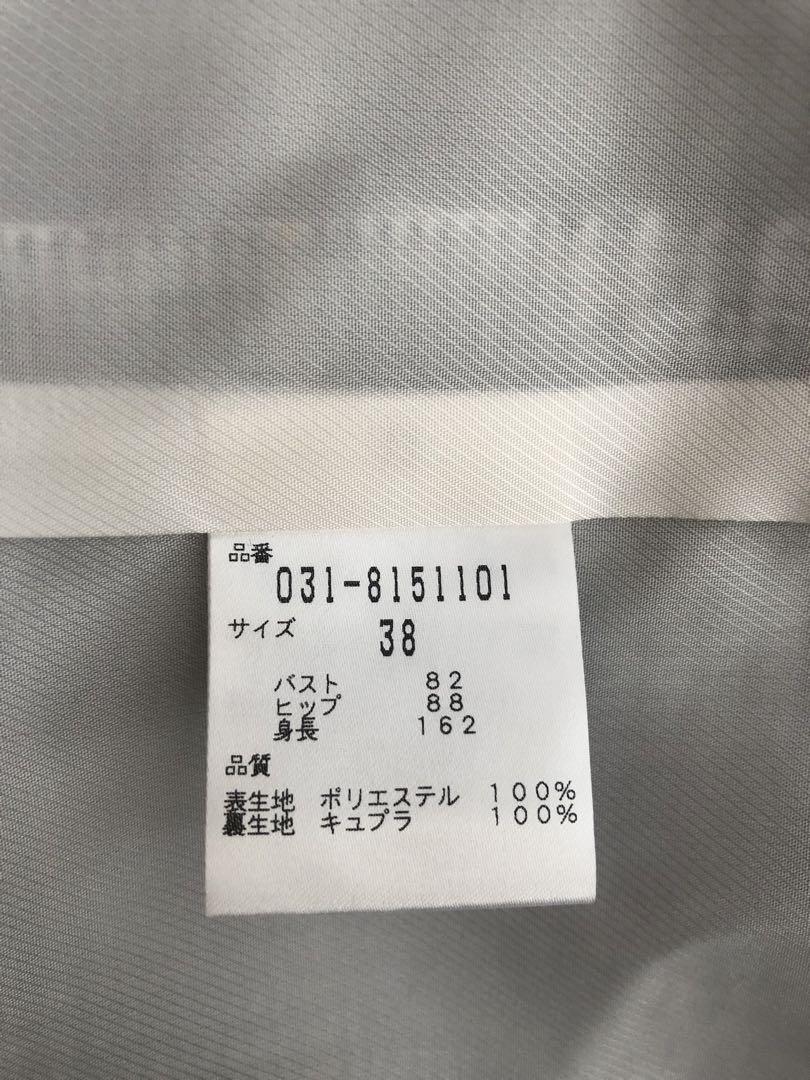 品番
031-8151101
サイズ 38
バスト 82
ヒップ 88
身長 162
品質
表生地 ポリエステル 100%
裏生地 キュプラ 100%